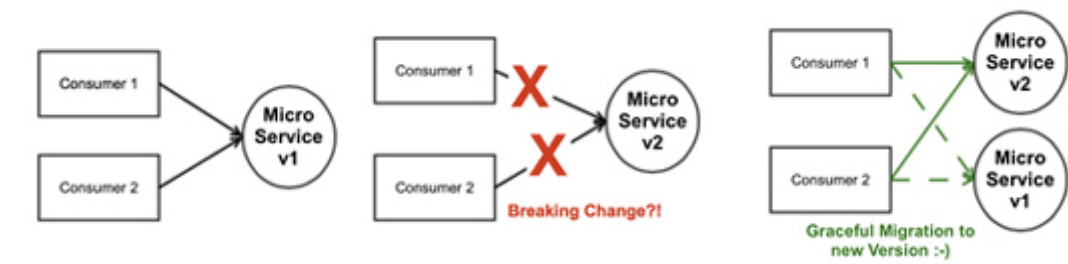 Consumer 1
Consumer 2
Micro
Service
v1
Consumer 1
Consumer 2
X
X
Micro
Service
v2
Breaking Change?!
Consumer 1
Consumer 2
Micro
Service
v2
Micro
Service
v1
Graceful Migration to
new Version :-)